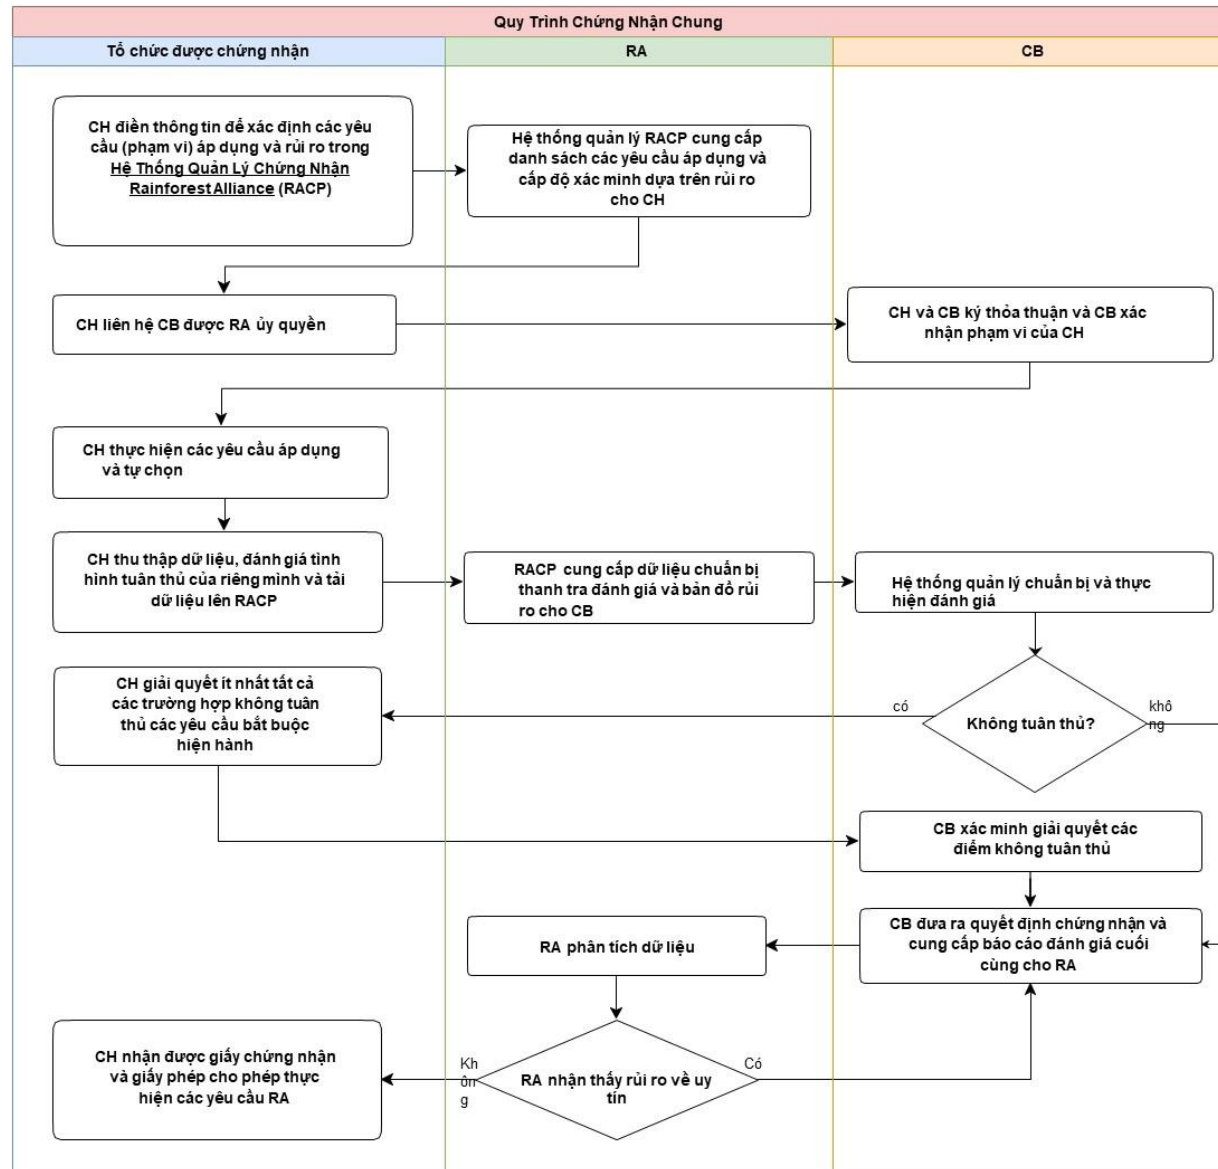 Quy Trình Chứng Nhận Chung
Tổ chức được chứng nhận
RA
CB
CH điền thông tin để xác định các yêu
cầu (phạm vi) áp dụng và rủi ro trong
Hệ Thống Quản Lý Chứng Nhận
Rainforest Alliance (RACP)
Hệ thống quản lý RACP cung cấp
danh sách các yêu cầu áp dụng và
cấp độ xác minh dựa trên rủi ro
cho CH
CH liên hệ CB được RA ủy quyền
CH và CB ký thỏa thuận và CB xác
nhận phạm vi của CH
CH thực hiện các yêu cầu áp dụng
và tự chọn
CH thu thập dữ liệu, đánh giá tình
hình tuân thủ của riêng mình và tải
dữ liệu lên RACP
RACP cung cấp dữ liệu chuẩn bị
thanh tra đánh giá và bản đồ rủi
ro cho CB
Hệ thống quản lý chuẩn bị và thực
hiện đánh giá
CH giải quyết ít nhất tất cả
các trường hợp không tuân
thủ các yêu cầu bắt buộc
hiện hành
có
Không tuân thủ?
khô
ng
CB xác minh giải quyết các
điểm không tuân thủ
RA phân tích dữ liệu
CB đưa ra quyết định chứng nhận và
cung cấp báo cáo đánh giá cuối
cùng cho RA
CH nhận được giấy chứng nhận
và giấy phép cho phép thực
hiện các yêu cầu RA
Kh
ôn
g
RA nhận thấy rủi ro về uy
tín
Có